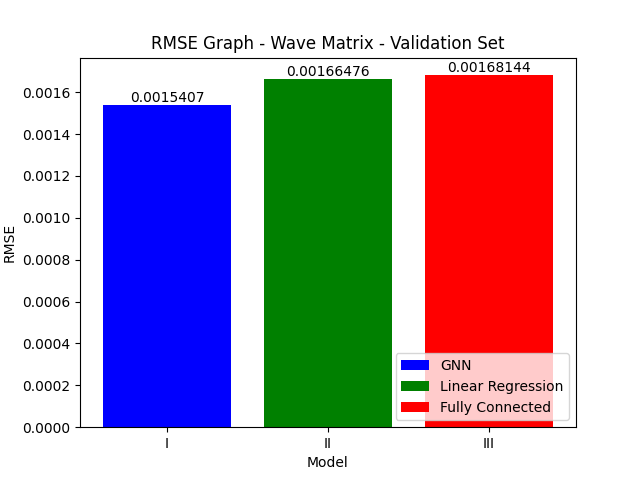 RMSE Graph - Wave Matrix - Validation Set
0.0015407
0.00166476
0.00168144
0.0016
0.0014
0.0012
0.0010
0.0008
0.0006
0.0004
0.0002
0.0000
RMSE
GNN
Linear Regression
Fully Connected
I
II
III
Model